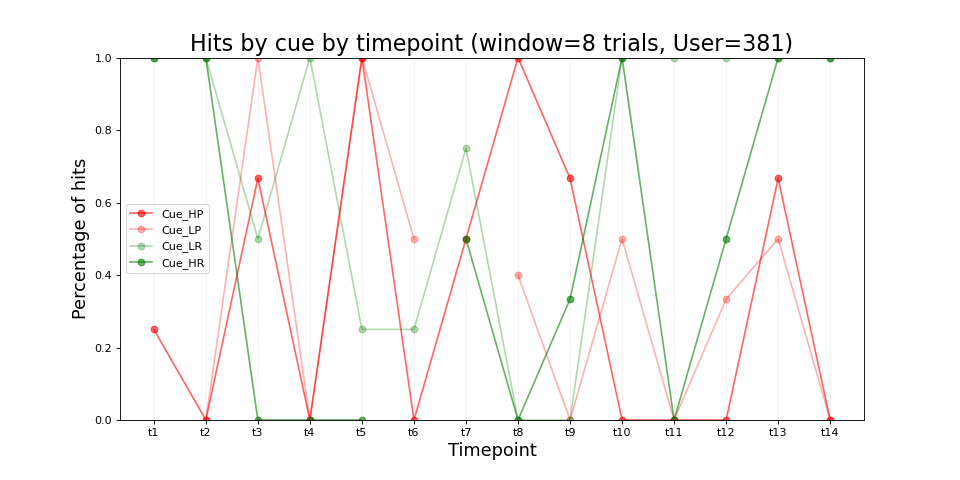 Hits by cue by timepoint (window=8 trials, User=381)
Percentage of hits
1.0
0.8
0.6
0.4
0.2
0.0
Cue_HP
Cue_LP
Cue_LR
Cue_HR
t1 t2 t3 t4 t5 t6 t7 t8 t9 t10 t11 t12 t13 t14
Timepoint